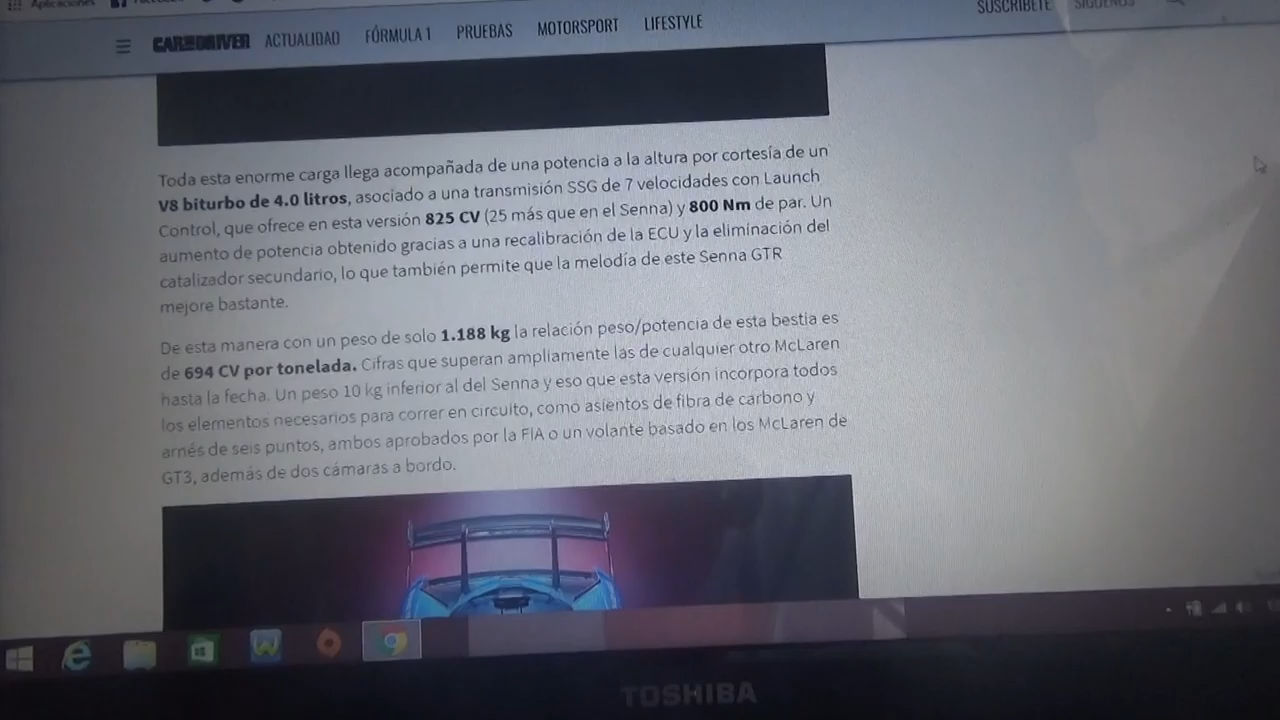 Aplicaciones
SUSCRÍBETE SÍGUENOS
CAR AND DRIVER ACTUALIDAD FÓRMULA 1 PRUEBAS MOTORSPORT LIFESTYLE
Toda esta enorme carga llega acompañada de una potencia a la altura por cortesía de un
V8 biturbo de 4.0 litros, asociado a una transmisión SSG de 7 velocidades con Launch
Control, que ofrece en esta versión 825 CV (25 más que en el Senna) y 800 Nm de par. Un
aumento de potencia obtenido gracias a una recalibración de la ECU y la eliminación del
catalizador secundario, lo que también permite que la melodía de este Senna GTR
mejore bastante.
De esta manera con un peso de solo 1.188 kg la relación peso/potencia de esta bestia es
de 694 CV por tonelada. Cifras que superan ampliamente las de cualquier otro McLaren
hasta la fecha. Un peso 10 kg inferior al del Senna y eso que esta versión incorpora todos
los elementos necesarios para correr en circuito, como asientos de fibra de carbono y
arnés de seis puntos, ambos aprobados por la FIA o un volante basado en los McLaren de
GT3, además de dos cámaras a bordo.
TOSHIBA